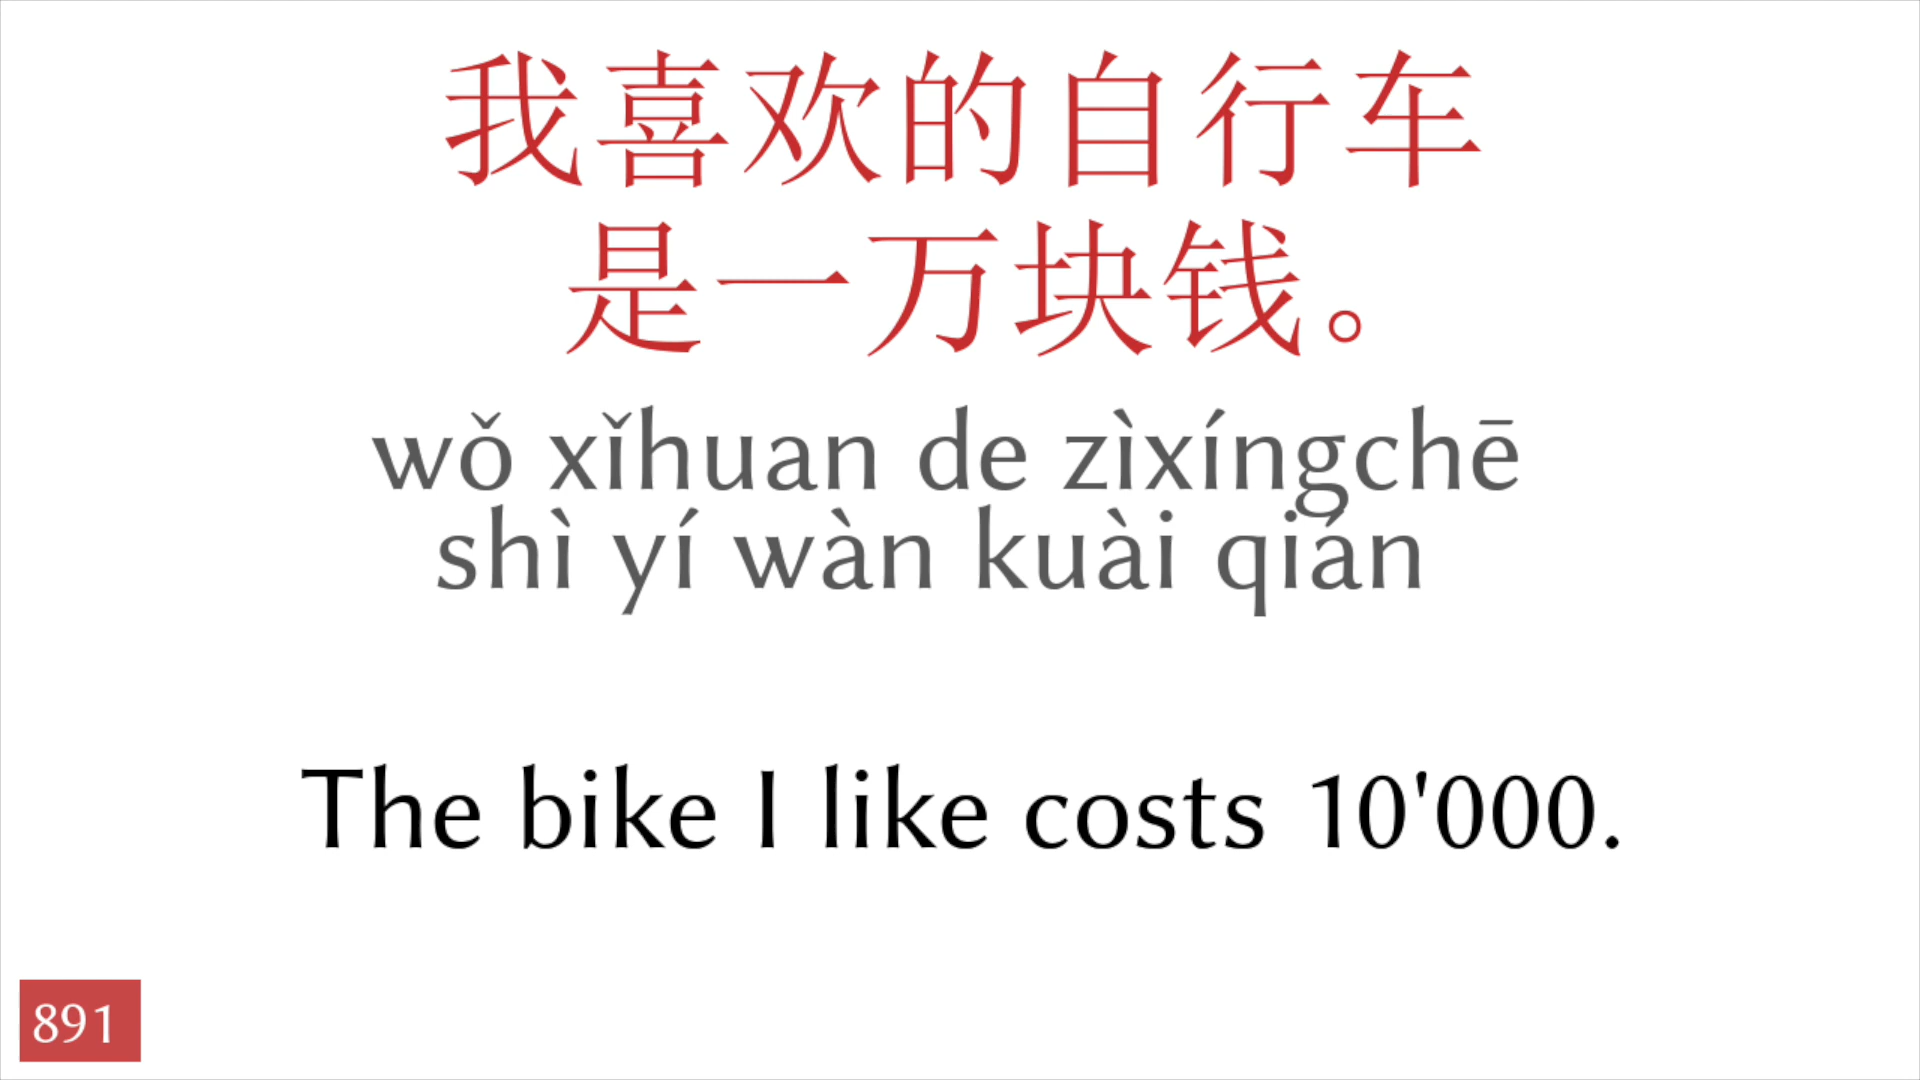 我喜欢的自行车
是一万块钱。
wǒ xǐhuan de zìxíngchē
shì yí wàn kuài qián
The bike I like costs 10'000.
891